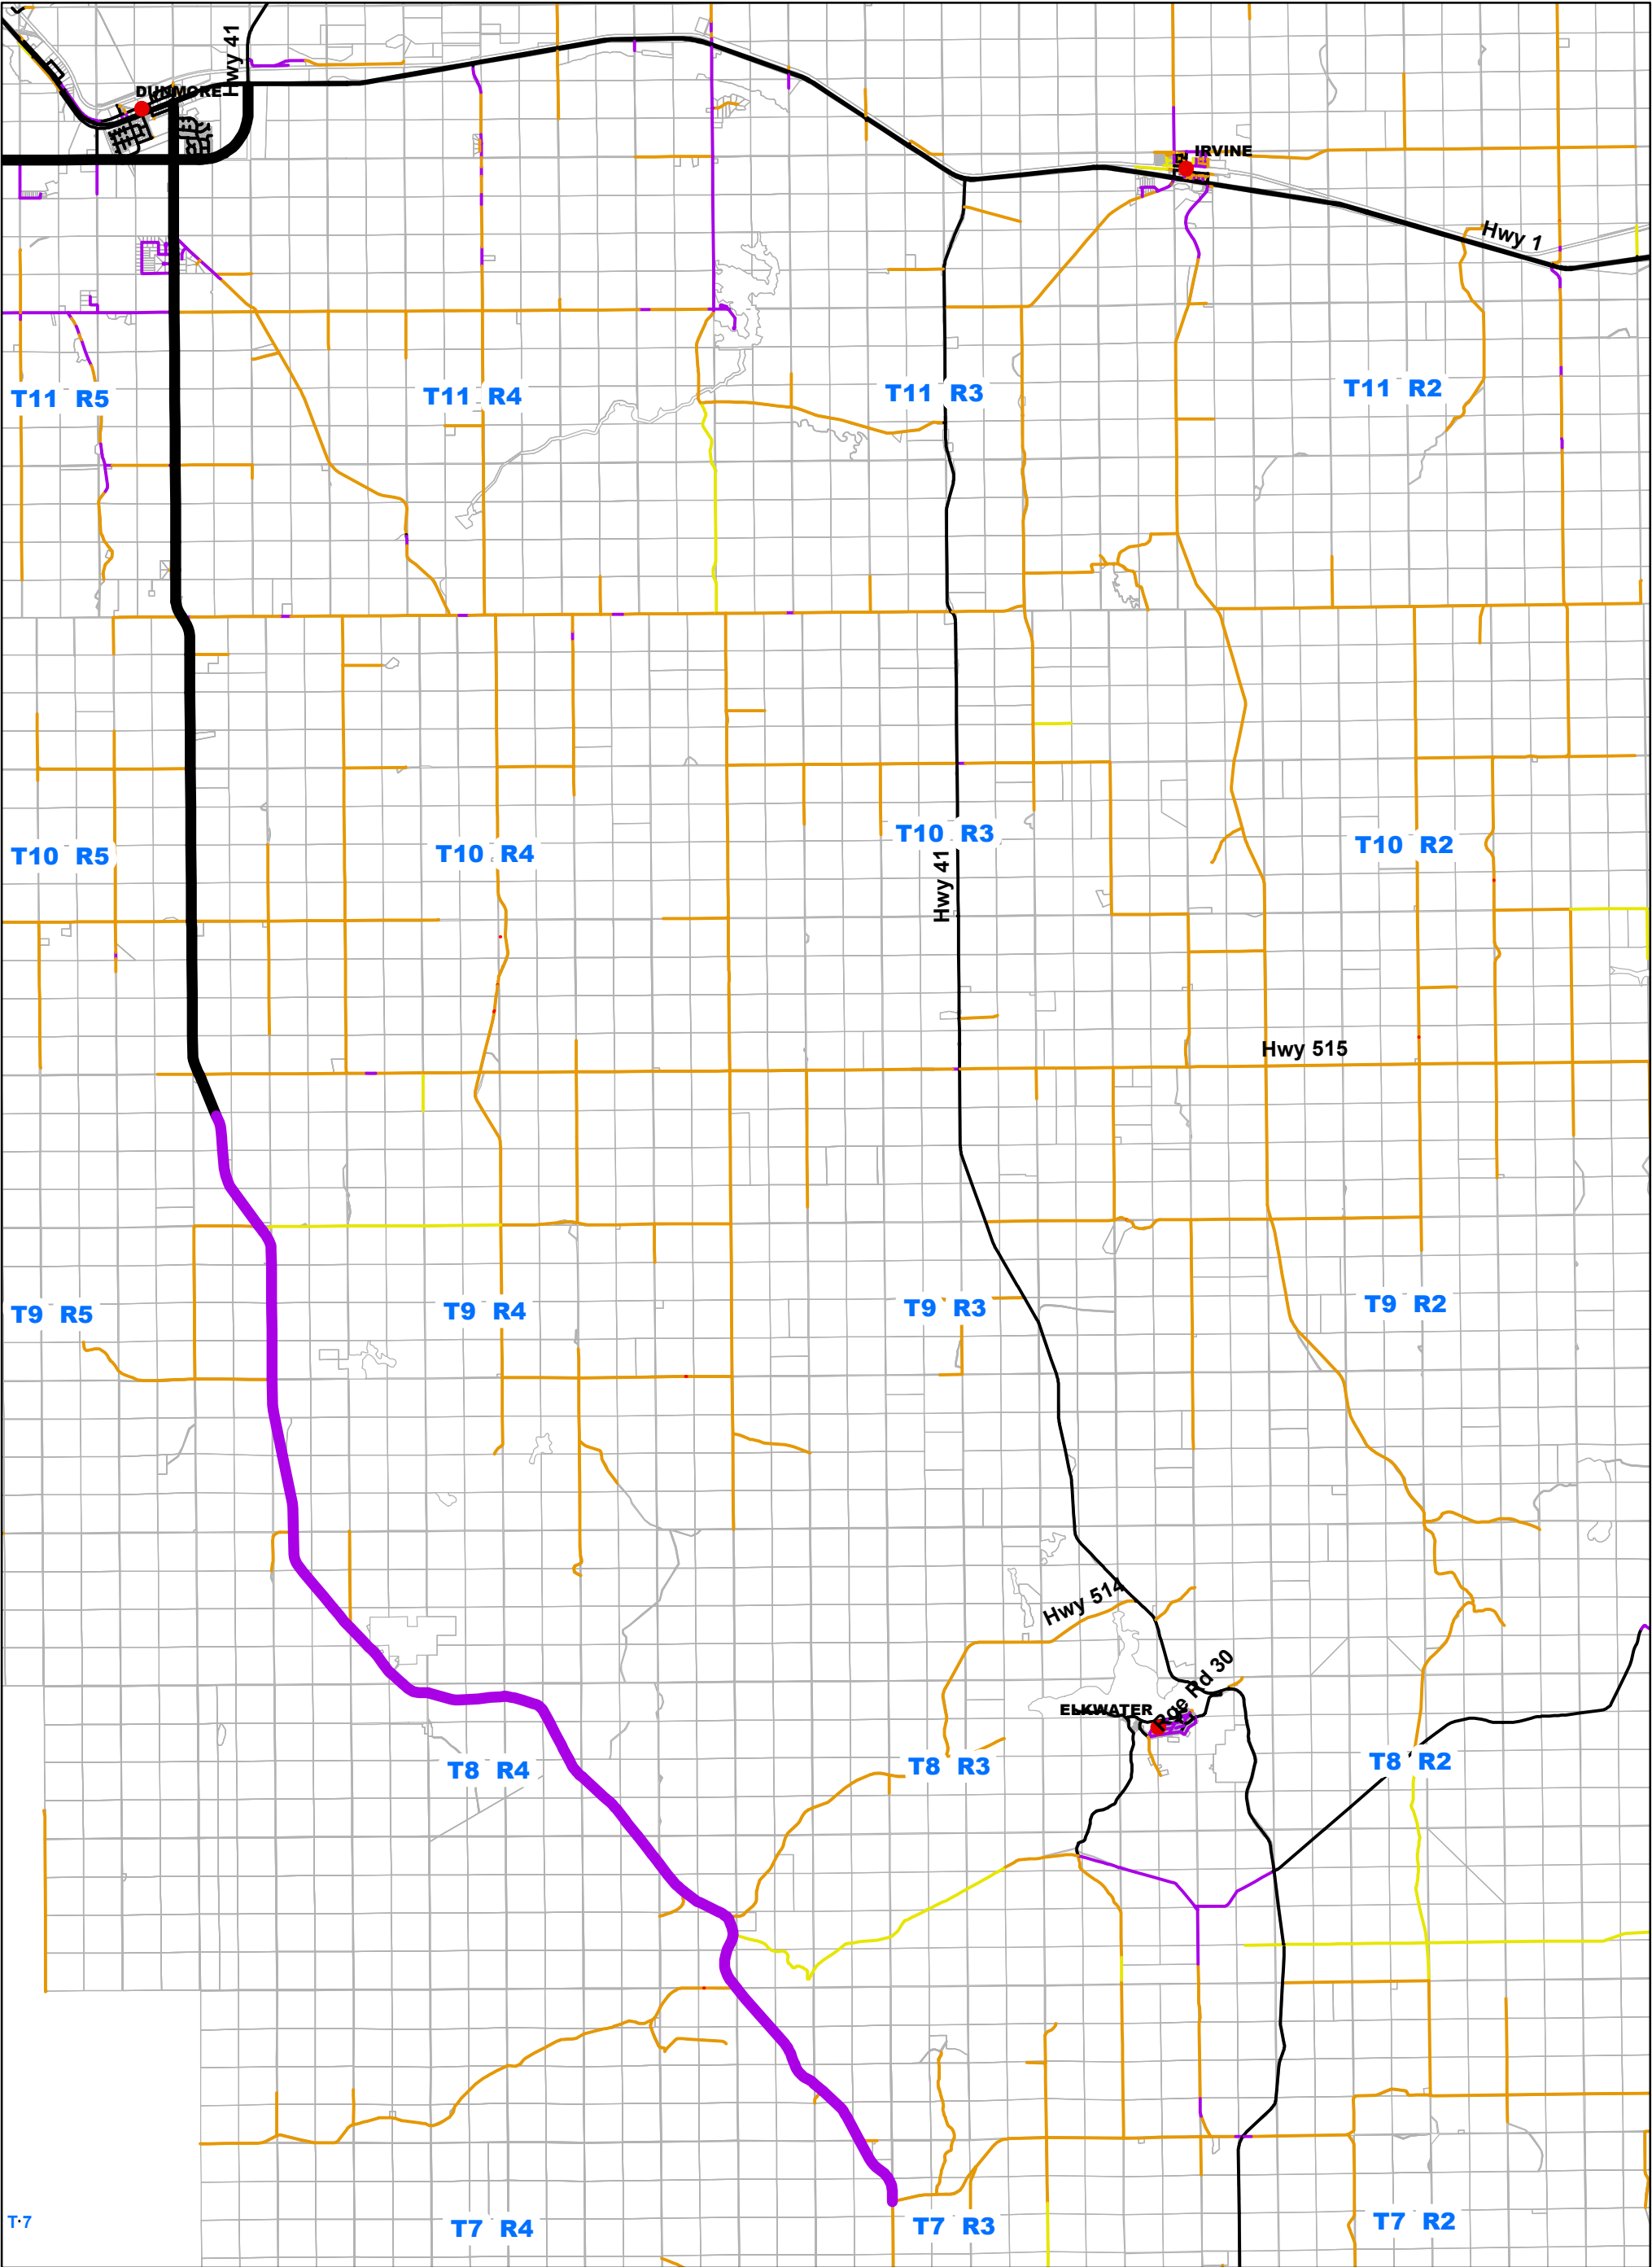 Hwy 41
DUNMORE
IRVINE
Hwy 1
T11 R5
T11 R4
T11 R3
T11 R2
T10 R5
T10 R4
T10 R3
T10 R2
Hwy 41
Hwy 515
T9 R5
T9 R4
T9 R3
T9 R2
Hwy 514
Rge Rd 30
ELKWATER
T8 R4
T8 R3
T8 R2
T-7
T7 R4
T7 R3
T7 R2